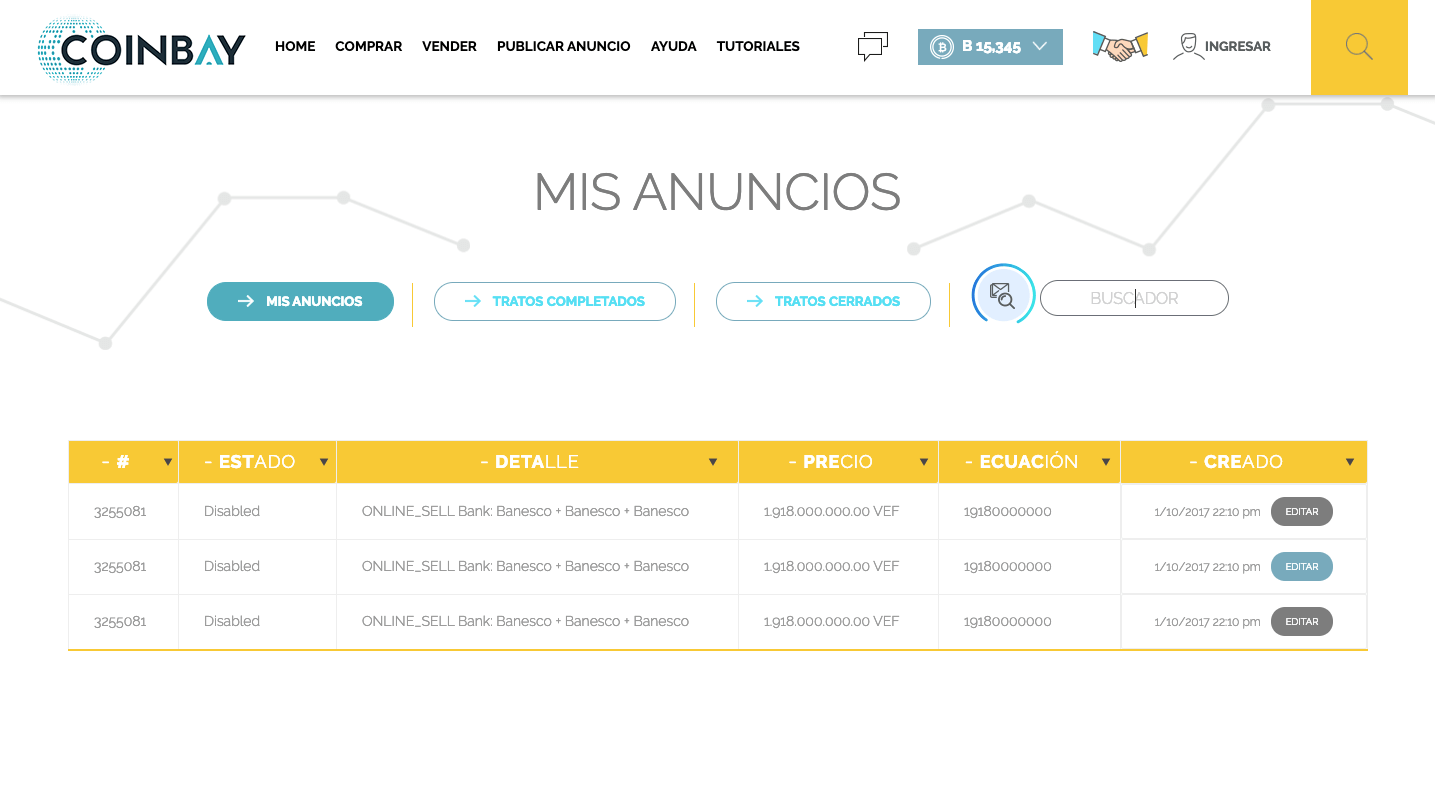 COINBAY HOME COMPRAR VENDER PUBLICAR ANUNCIO AYUDA TUTORIALES B 15,345 INGRESAR
MIS ANUNCIOS
MIS ANUNCIOS TRATOS COMPLETADOS TRATOS CERRADOS BUSCADOR
- # - ESTADO - DETALLE - PRECIO - ECUACIÓN - CREADO
3255081 Disabled ONLINE_SELL Bank: Banesco + Banesco + Banesco 1.918.000.000.00 VEF 19180000000 1/10/2017 22:10 pm EDITAR
3255081 Disabled ONLINE_SELL Bank: Banesco + Banesco + Banesco 1.918.000.000.00 VEF 19180000000 1/10/2017 22:10 pm EDITAR
3255081 Disabled ONLINE_SELL Bank: Banesco + Banesco + Banesco 1.918.000.000.00 VEF 19180000000 1/10/2017 22:10 pm EDITAR